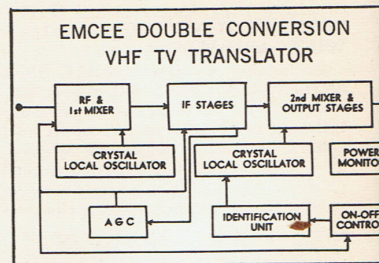 EMCEE DOUBLE CONVERSION
VHF TV TRANSLATOR
RF &
1st MIXER
IF STAGES
2nd MIXER &
OUTPUT STAGES
CRYSTAL
LOCAL OSCILLATOR
CRYSTAL
LOCAL OSCILLATOR
POWER
MONITO
AGC
IDENTIFICATION
UNIT
ON-OFF
CONTRO